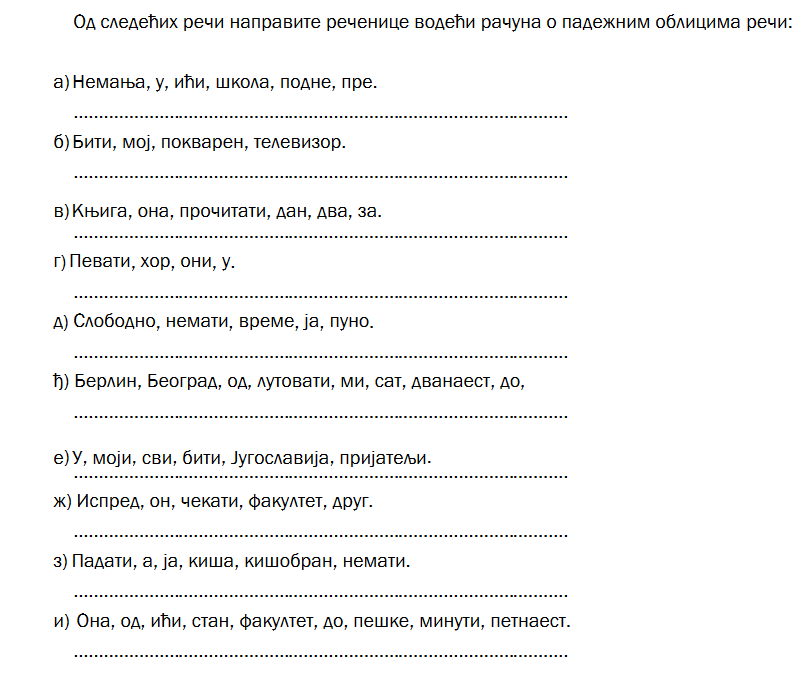 Од следећих речи направите реченице водећи рачуна о падежним облицима речи:
а) Немања, у, ићи, школа, подне, пре.
........................................................................................................
б) Бити, мој, покварен, телевизор.
........................................................................................................
в) Књига, она, прочитати, дан, два, за.
........................................................................................................
г) Певати, хор, они, у.
........................................................................................................
д) Слободно, немати, време, ја, пуно.
........................................................................................................
ђ) Берлин, Београд, од, лутовати, ми, сат, дванаест, до,
........................................................................................................
е) У, моји, сви, бити, Југославија, пријатељи.
........................................................................................................
ж) Испред, он, чекати, факултет, друг.
........................................................................................................
з) Падати, а, ја, киша, кишобран, немати.
........................................................................................................
и) Она, од, ићи, стан, факултет, до, пешке, минути, петнаест.
........................................................................................................